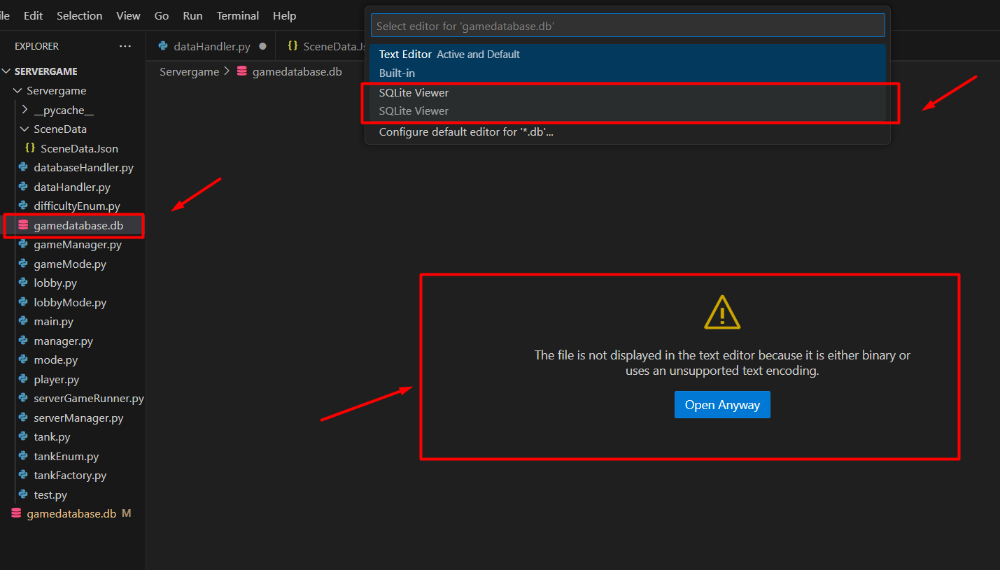 ile Edit Selection View Go Run Terminal Help
Select editor for 'gamedatabase.db'
Text Editor Active and Default
Built-in
SQLite Viewer
SQLite Viewer
Configure default editor for '*.db'...
EXPLORER ...
SERVERGAME
Servergame
__pycache__
SceneData
{} SceneData.Json
databaseHandler.py
dataHandler.py
difficultyEnum.py
gamedatabase.db
gameManager.py
gameMode.py
lobby.py
lobbyMode.py
main.py
manager.py
mode.py
player.py
serverGameRunner.py
serverManager.py
tank.py
tankEnum.py
tankFactory.py
test.py
gamedatabase.db M
dataHandler.py {} SceneData.Js
Servergame > gamedatabase.db
The file is not displayed in the text editor because it is either binary or
uses an unsupported text encoding.
Open Anyway